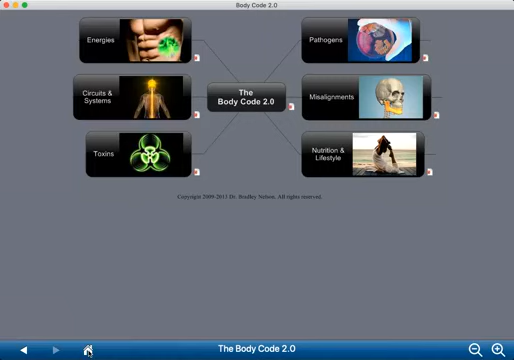 Body Code 2.0
Energies
Pathogens
Circuits &
Systems
The
Body Code 2.0
Misalignments
Toxins
Nutrition &
Lifestyle
Copyright 2009-2013 Dr. Bradley Nelson. All rights reserved.
The Body Code 2.0